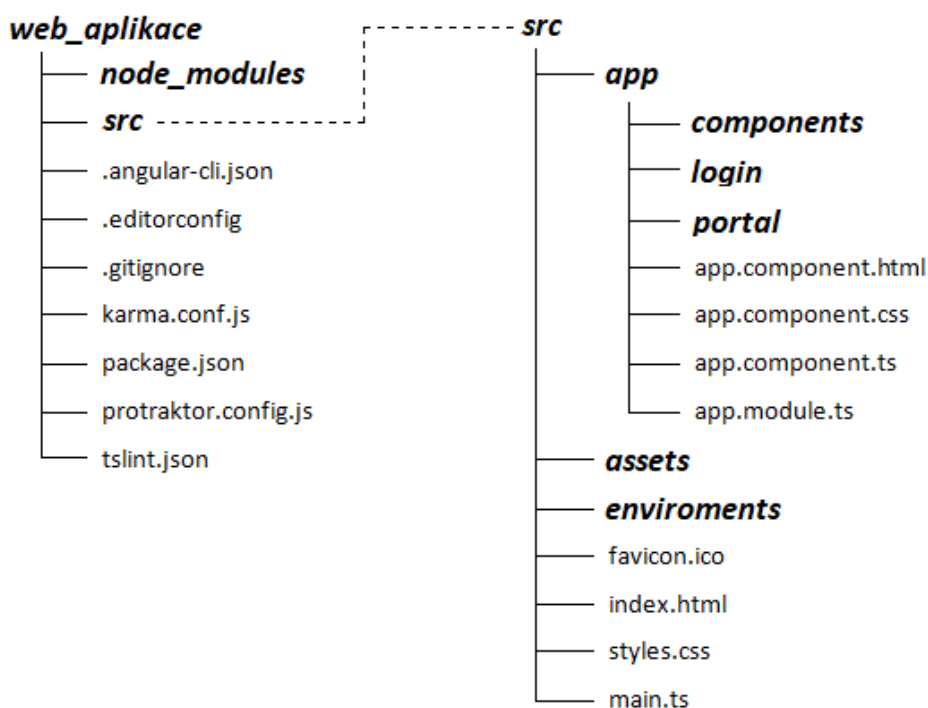 web_aplikace
node_modules
src
.angular-cli.json
.editorconfig
.gitignore
karma.conf.js
package.json
protraktor.config.js
tslint.json
src
app
components
login
portal
app.component.html
app.component.css
app.component.ts
app.module.ts
assets
enviroments
favicon.ico
index.html
styles.css
main.ts